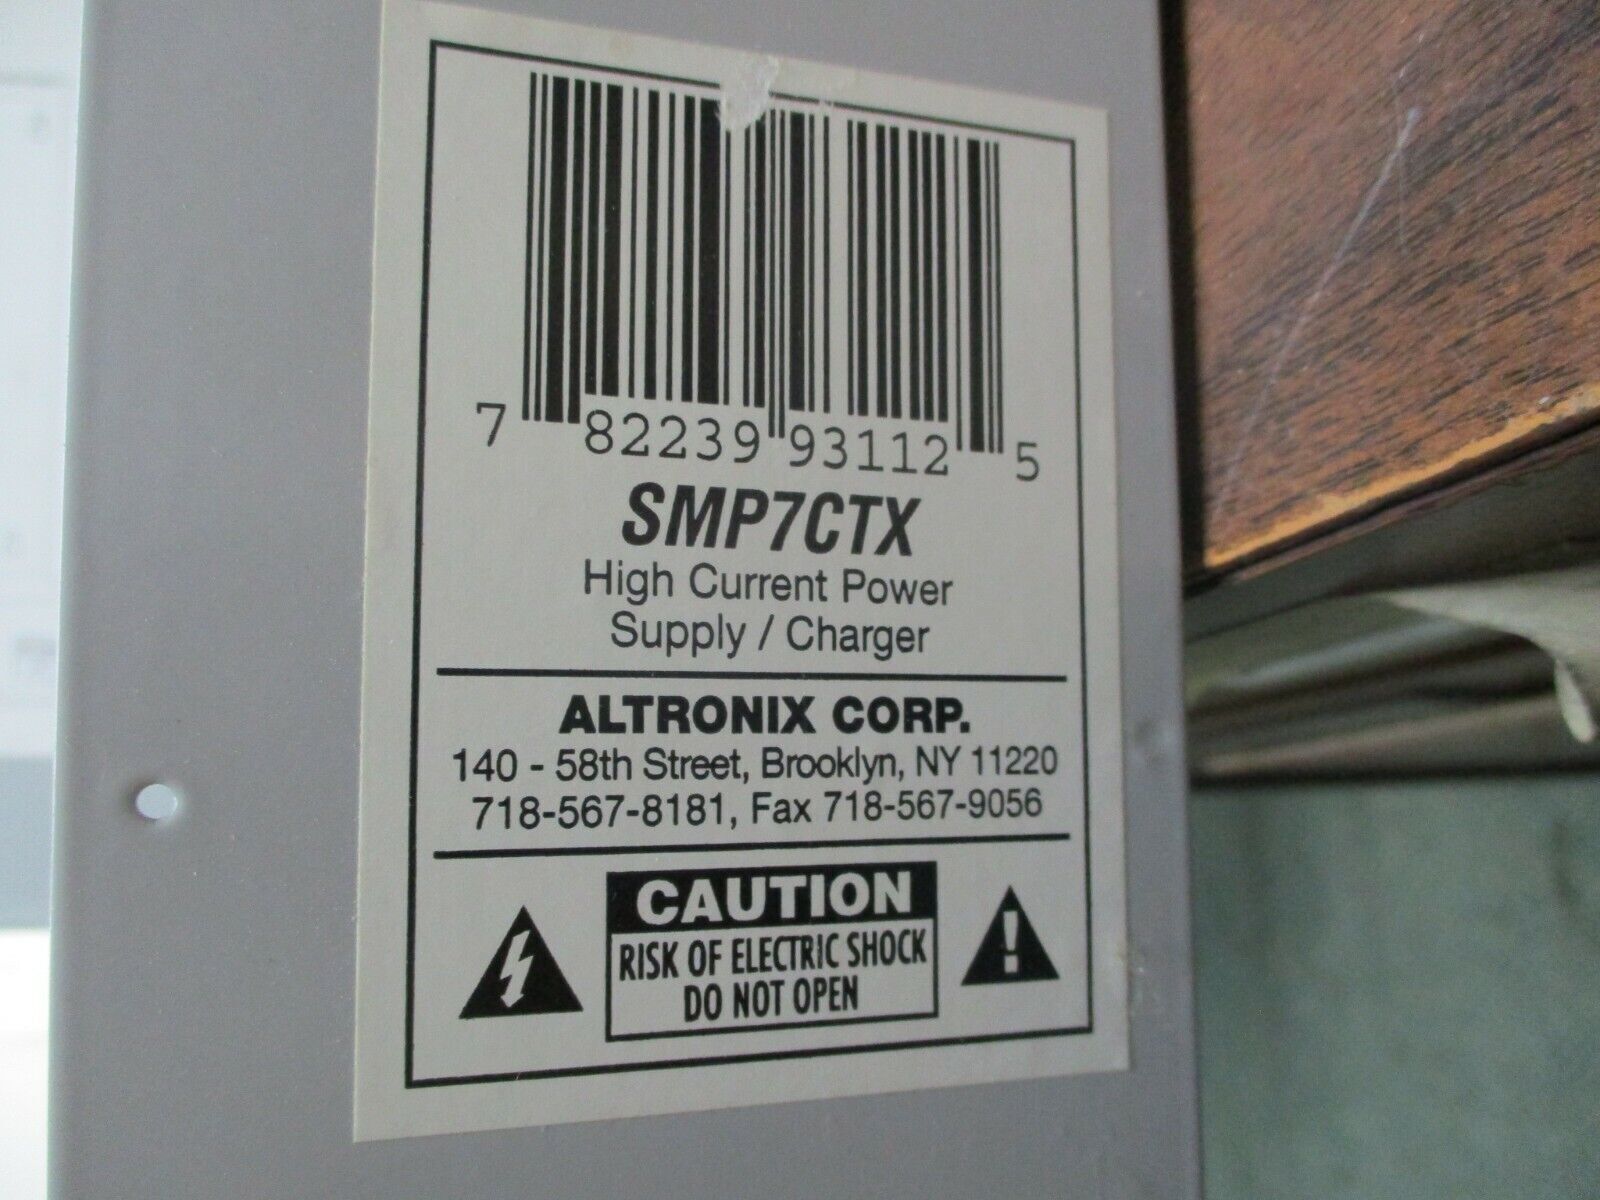 7 82239 93112 5
SMP7CTX
High Current Power
Supply / Charger
ALTRONIX CORP.
140 - 58th Street, Brooklyn, NY 11220
718-567-8181, Fax 718-567-9056
CAUTION
RISK OF ELECTRIC SHOCK
DO NOT OPEN